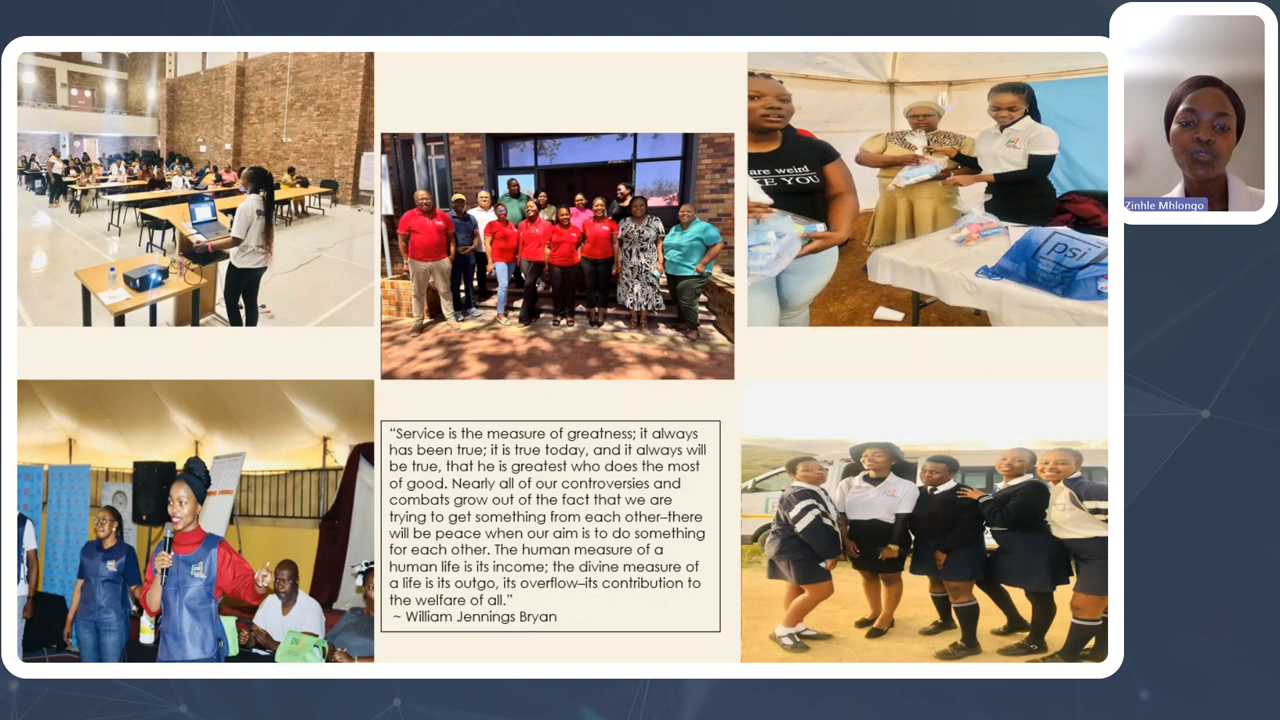 are weird
KE YOU
psi
Zinhle Mhlongo
“Service is the measure of greatness; it always
has been true; it is true today, and it always will
be true, that he is greatest who does the most
of good. Nearly all of our controversies and
combats grow out of the fact that we are
trying to get something from each other–there
will be peace when our aim is to do something
for each other. The human measure of a
human life is its income; the divine measure of
a life is its outgo, its overflow–its contribution to
the welfare of all.”
~ William Jennings Bryan
psi